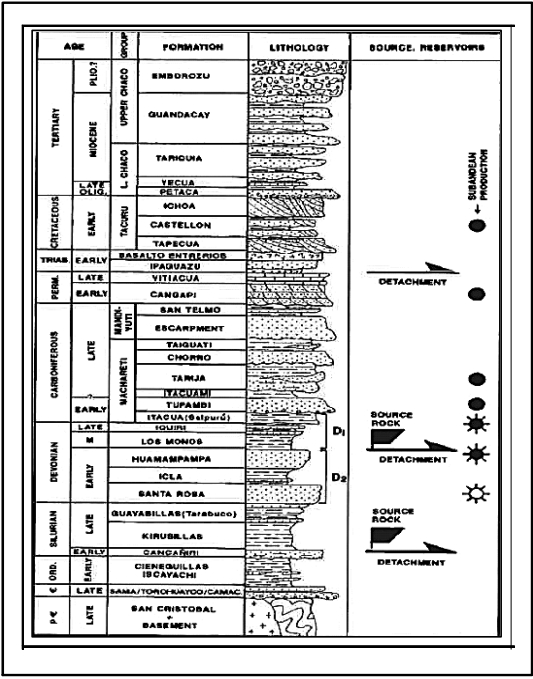 AGE GROUP FORMATION LITHOLOGY SOURCE, RESERVOIRS
TERTIARY
PLIO.?
MIOCENE
LATE
OLIG.
UPPER CHACO
L. CHACO
EMBOROZU
GUANDACAY
TARIQUIA
YECUA
PETACA
SUBANDEAN
PRODUCTION
CRETACEOUS
EARLY
TACURU
ICHOA
CASTELLON
TAPECUA
TRIAS. EARLY
BASALTO ENTRERIOS
IPAGUAZU
DETACHMENT
PERM.
LATE
EARLY
VITIACUA
CANGAPI
CARBONIFEROUS
LATE
?
EARLY
MANDI-
YUTI
MACHARETI
SAN TELMO
ESCARPMENT
TAIGUATI
CHORRO
TARIJA
ITACUAMI
TUPAMBI
ITACUA(Saipurú)
DEVONIAN
LATE
M
EARLY
IQUIRI
LOS MONOS
HUAMAMPAMPA
ICLA
SANTA ROSA
D1
D2
SOURCE
ROCK
DETACHMENT
SILURIAN
LATE
EARLY
GUAYABILLAS(Tarabuco)
KIRUSILLAS
CANCAÑIRI
SOURCE
ROCK
DETACHMENT
ORD. EARLY
CIENEGUILLAS
ISCAYACHI
€ LATE SAMA/TOROHUAYCO/CAMAC.
P€ LATE
SAN CRISTOBAL
+
BASEMENT